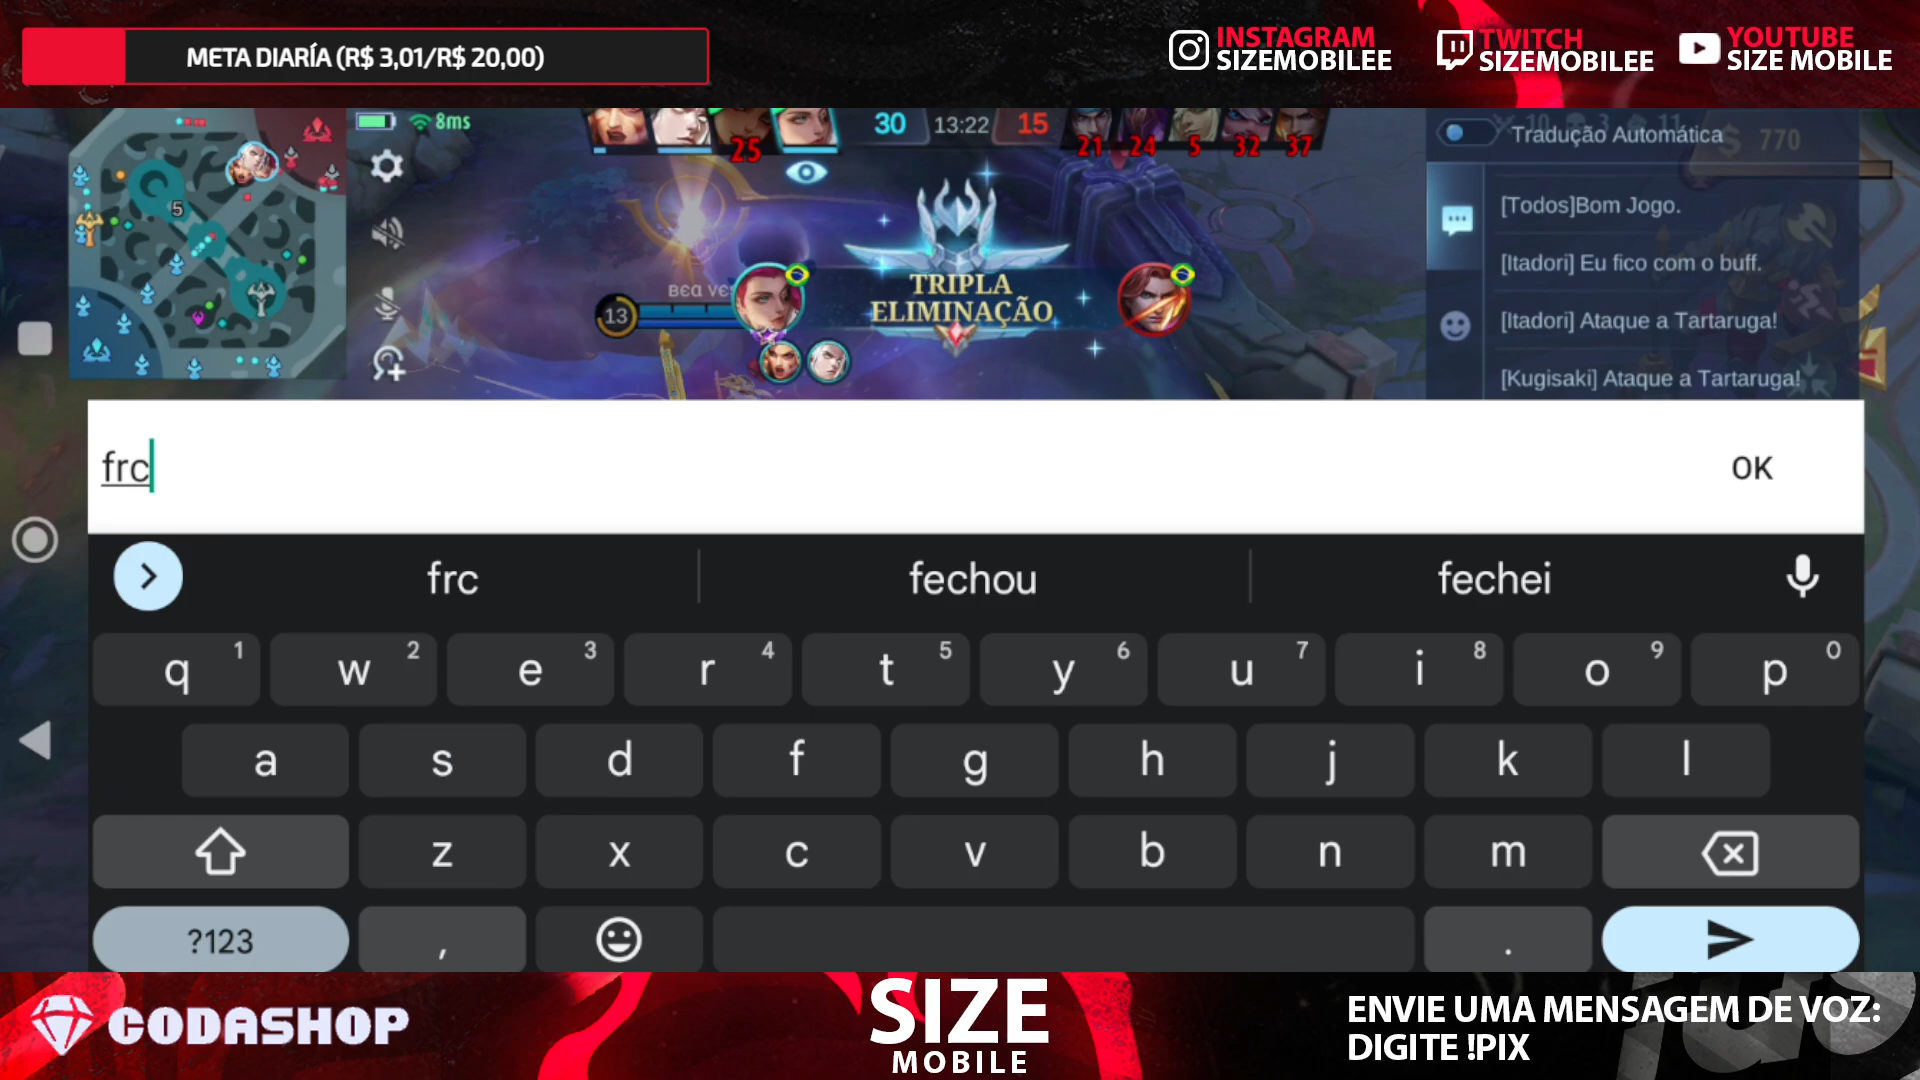 META DIARÍA (R$ 3,01/R$ 20,00)
INSTAGRAM
SIZEMOBILEE
TWITCH
SIZEMOBILEE
YOUTUBE
SIZE MOBILE
8ms
5
25
30
13:22
15
21
24
5
32
37
Tradução Automática
770
[Todos]Bom Jogo.
[Itadori] Eu fico com o buff.
[Itadori] Ataque a Tartaruga!
[Kugisaki] Ataque a Tartaruga!
13
TRIPLA
ELIMINAÇÃO
frc
OK
frc
fechou
fechei
q 1 w 2 e 3 r 4 t 5 y 6 u 7 i 8 o 9 p 0
a s d f g h j k l
z x c v b n m
?123 , .
CODASHOP
SIZE
MOBILE
ENVIE UMA MENSAGEM DE VOZ:
DIGITE !PIX